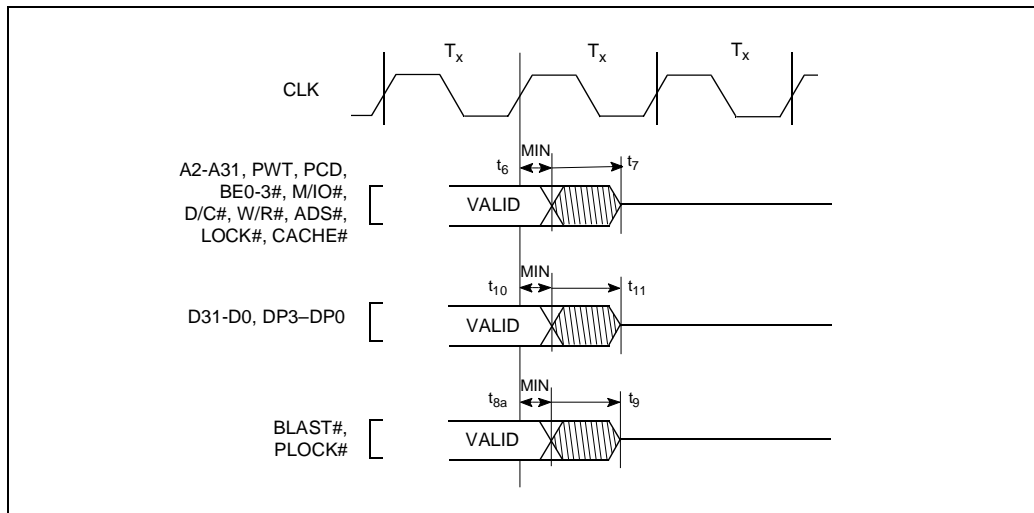 Tx Tx Tx
CLK
MIN
t6 t7
A2-A31, PWT, PCD,
BE0-3#, M/IO#,
D/C#, W/R#, ADS#,
LOCK#, CACHE#
VALID
MIN
t10 t11
D31-D0, DP3–DP0
VALID
MIN
t8a t9
BLAST#,
PLOCK#
VALID